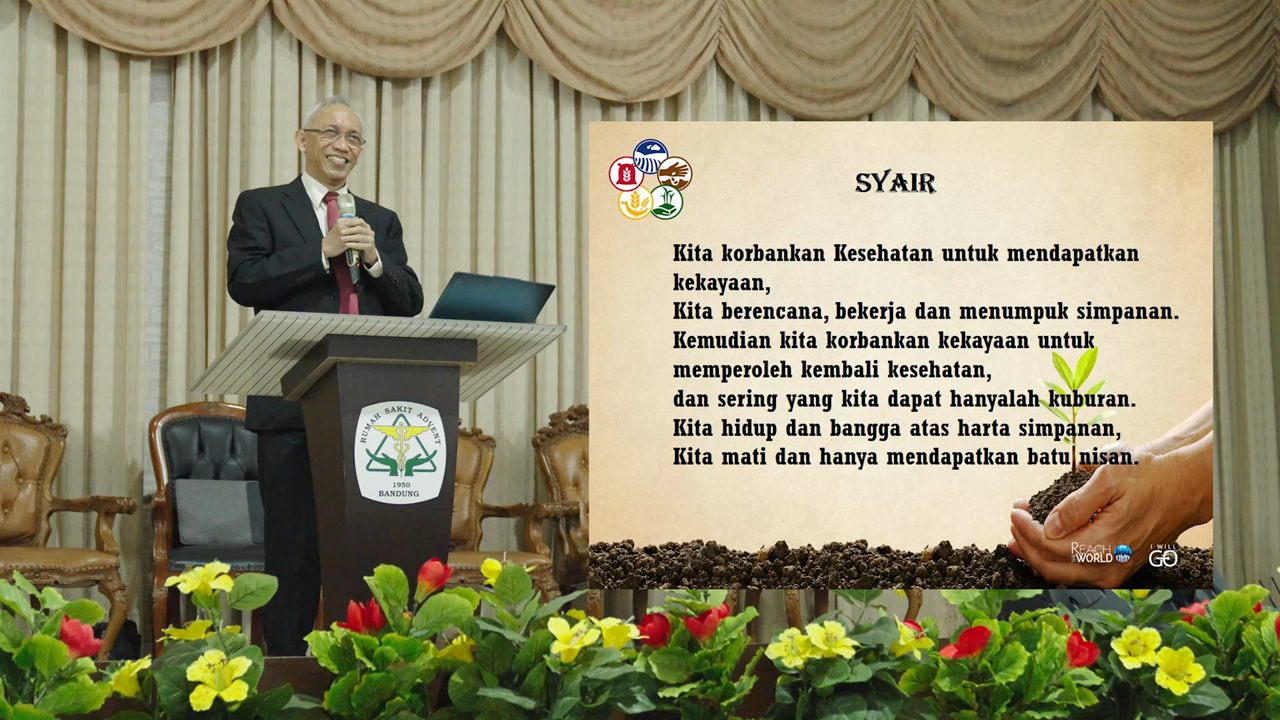 SYAIR
Kita korbankan Kesehatan untuk mendapatkan
kekayaan,
Kita berencana, bekerja dan menumpuk simpanan.
Kemudian kita korbankan kekayaan untuk
memperoleh kembali kesehatan,
dan sering yang kita dapat hanyalah kuburan.
Kita hidup dan bangga atas harta simpanan,
Kita mati dan hanya mendapatkan batu nisan.
RUMAH SAKIT ADVENT
1950
BANDUNG
REACH
WORLD
I WILL
GO